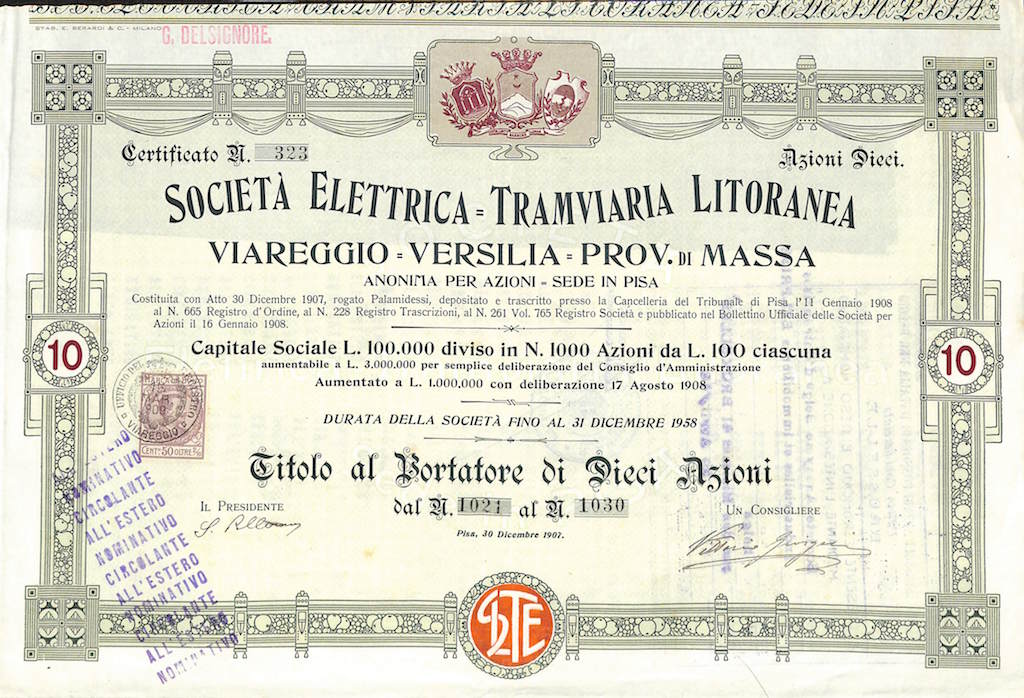 STAB. E. BERARDI & C. - MILANO
G. DELSIGNORE.
Certificato N. 323
Azioni Dieci.
SOCIETÀ ELETTRICA=TRAMVIARIA LITORANEA
VIAREGGIO=VERSILIA=PROV. DI MASSA
ANONIMA PER AZIONI - SEDE IN PISA
Costituita con Atto 30 Dicembre 1907, rogato Palamidessi, depositato e trascritto presso la Cancelleria del Tribunale di Pisa l'11 Gennaio 1908
al N. 665 Registro d'Ordine, al N. 228 Registro Trascrizioni, al N. 261 Vol. 765 Registro Società e pubblicato nel Bollettino Ufficiale delle Società per
Azioni il 16 Gennaio 1908.
10
10
Capitale Sociale L. 100.000 diviso in N. 1000 Azioni da L. 100 ciascuna
aumentabile a L. 3.000.000 per semplice deliberazione del Consiglio d'Amministrazione
Aumentato a L. 1.000.000 con deliberazione 17 Agosto 1908
VIAREGGIO
CENT. 50 OLTRE
DURATA DELLA SOCIETÀ FINO AL 31 DICEMBRE 1958
Titolo al Portatore di Dieci Azioni
dal N. 1021 al N. 1030
IL PRESIDENTE
UN CONSIGLIERE
Pisa, 30 Dicembre 1907.
NOMINATIVO
CIRCOLANTE
ALL'ESTERO
NOMINATIVO
CIRCOLANTE
ALL'ESTERO
NOMINATIVO
CIRCOLANTE
ALL'ESTERO
NOMINATIVO